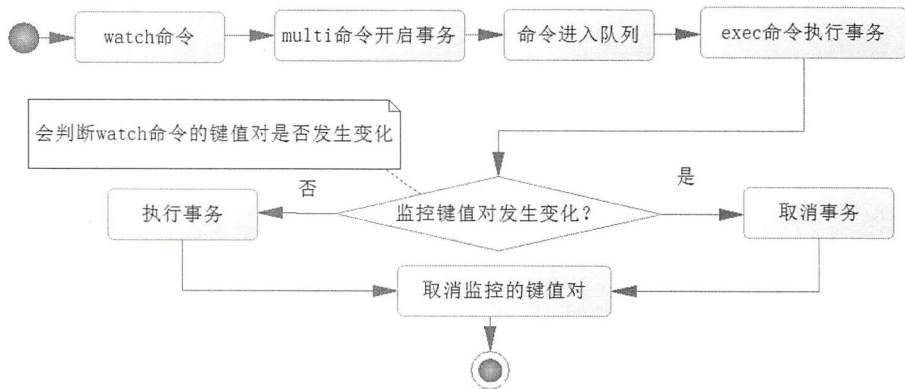 watch命令
multi命令开启事务
命令进入队列
exec命令执行事务
会判断watch命令的键值对是否发生变化
否
是
执行事务
监控键值对发生变化?
取消事务
取消监控的键值对